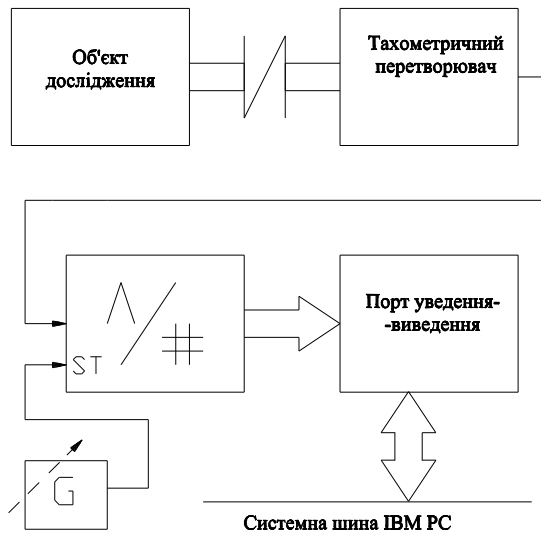 Об'єкт
дослідження
Тахометричний
перетворювач
Порт уведення-
-виведення
ST
G
Системна шина IBM PC